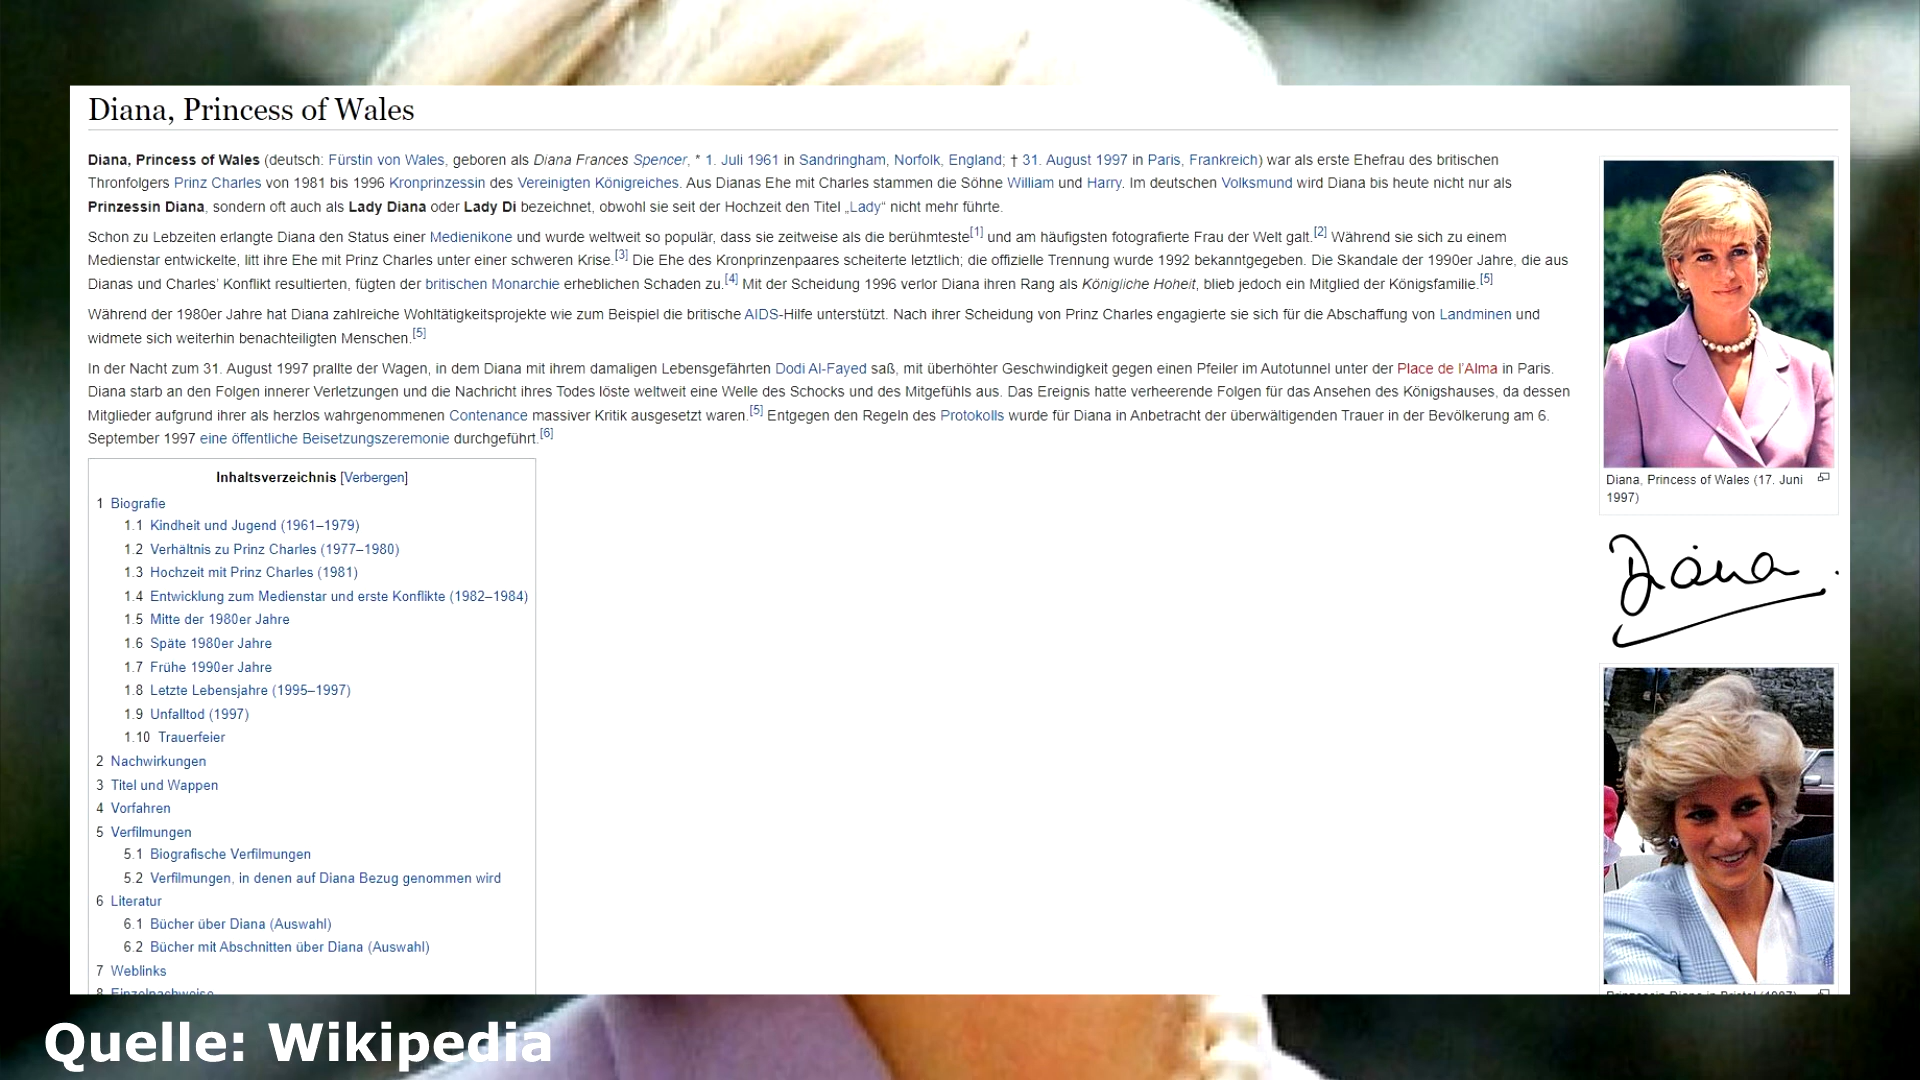 Diana, Princess of Wales
Diana, Princess of Wales (deutsch: Fürstin von Wales, geboren als Diana Frances Spencer, * 1. Juli 1961 in Sandringham, Norfolk, England; † 31. August 1997 in Paris, Frankreich) war als erste Ehefrau des britischen
Thronfolgers Prinz Charles von 1981 bis 1996 Kronprinzessin des Vereinigten Königreiches. Aus Dianas Ehe mit Charles stammen die Söhne William und Harry. Im deutschen Volksmund wird Diana bis heute nicht nur als
Prinzessin Diana, sondern oft auch als Lady Diana oder Lady Di bezeichnet, obwohl sie seit der Hochzeit den Titel „Lady“ nicht mehr führte.
Schon zu Lebzeiten erlangte Diana den Status einer Medienikone und wurde weltweit so populär, dass sie zeitweise als die berühmteste[1] und am häufigsten fotografierte Frau der Welt galt.[2] Während sie sich zu einem
Medienstar entwickelte, litt ihre Ehe mit Prinz Charles unter einer schweren Krise.[3] Die Ehe des Kronprinzenpaares scheiterte letztlich; die offizielle Trennung wurde 1992 bekanntgegeben. Die Skandale der 1990er Jahre, die aus
Dianas und Charles’ Konflikt resultierten, fügten der britischen Monarchie erheblichen Schaden zu.[4] Mit der Scheidung 1996 verlor Diana ihren Rang als Königliche Hoheit, blieb jedoch ein Mitglied der Königsfamilie.[5]
Während der 1980er Jahre hat Diana zahlreiche Wohltätigkeitsprojekte wie zum Beispiel die britische AIDS-Hilfe unterstützt. Nach ihrer Scheidung von Prinz Charles engagierte sie sich für die Abschaffung von Landminen und
widmete sich weiterhin benachteiligten Menschen.[5]
In der Nacht zum 31. August 1997 prallte der Wagen, in dem Diana mit ihrem damaligen Lebensgefährten Dodi Al-Fayed saß, mit überhöhter Geschwindigkeit gegen einen Pfeiler im Autotunnel unter der Place de l’Alma in Paris.
Diana starb an den Folgen innerer Verletzungen und die Nachricht ihres Todes löste weltweit eine Welle des Schocks und des Mitgefühls aus. Das Ereignis hatte verheerende Folgen für das Ansehen des Königshauses, da dessen
Mitglieder aufgrund ihrer als herzlos wahrgenommenen Contenance massiver Kritik ausgesetzt waren.[5] Entgegen den Regeln des Protokolls wurde für Diana in Anbetracht der überwältigenden Trauer in der Bevölkerung am 6.
September 1997 eine öffentliche Beisetzungszeremonie durchgeführt.[6]
Inhaltsverzeichnis [Verbergen]
1 Biografie
1.1 Kindheit und Jugend (1961–1979)
1.2 Verhältnis zu Prinz Charles (1977–1980)
1.3 Hochzeit mit Prinz Charles (1981)
1.4 Entwicklung zum Medienstar und erste Konflikte (1982–1984)
1.5 Mitte der 1980er Jahre
1.6 Späte 1980er Jahre
1.7 Frühe 1990er Jahre
1.8 Letzte Lebensjahre (1995–1997)
1.9 Unfalltod (1997)
1.10 Trauerfeier
2 Nachwirkungen
3 Titel und Wappen
4 Vorfahren
5 Verfilmungen
5.1 Biografische Verfilmungen
5.2 Verfilmungen, in denen auf Diana Bezug genommen wird
6 Literatur
6.1 Bücher über Diana (Auswahl)
6.2 Bücher mit Abschnitten über Diana (Auswahl)
7 Weblinks
8 Einzelnachweise
Diana, Princess of Wales (17. Juni
1997)
Diana.
Prinzessin Diana in Bristol (1987)
Quelle: Wikipedia